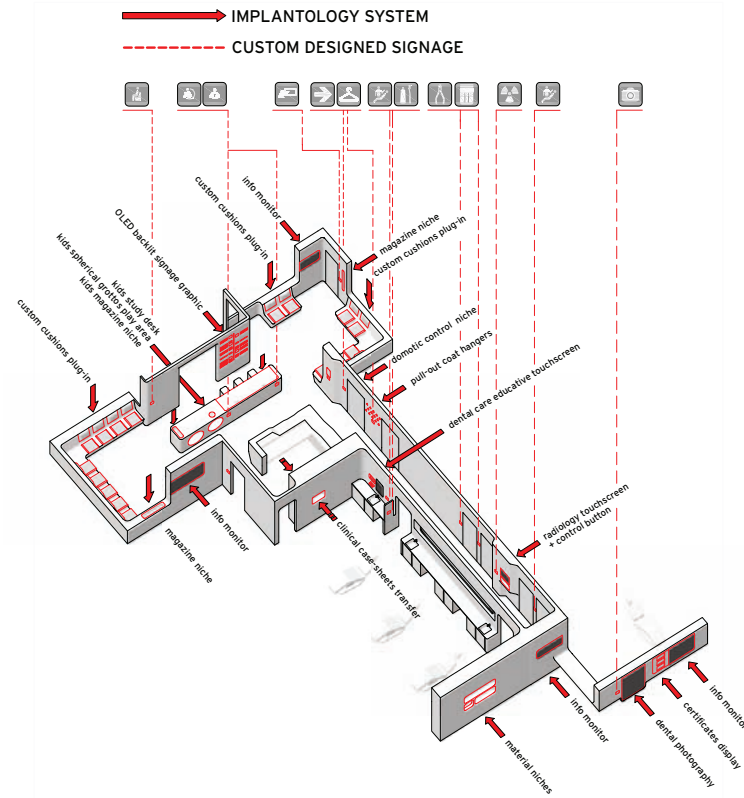 IMPLANTOLOGY SYSTEM
CUSTOM DESIGNED SIGNAGE
info monitor
custom cushions plug-in
magazine niche
custom cushions plug-in
OLED backlit signage graphic
kids study desk
kids spherical grottos play area
kids magazine niche
custom cushions plug-in
domotic control niche
pull-out coat hangers
dental care educative touchscreen
radiology touchscreen
+ control button
magazine niche
info monitor
clinical case-sheets transfer
material niches
info monitor
dental photography
certificates display
info monitor